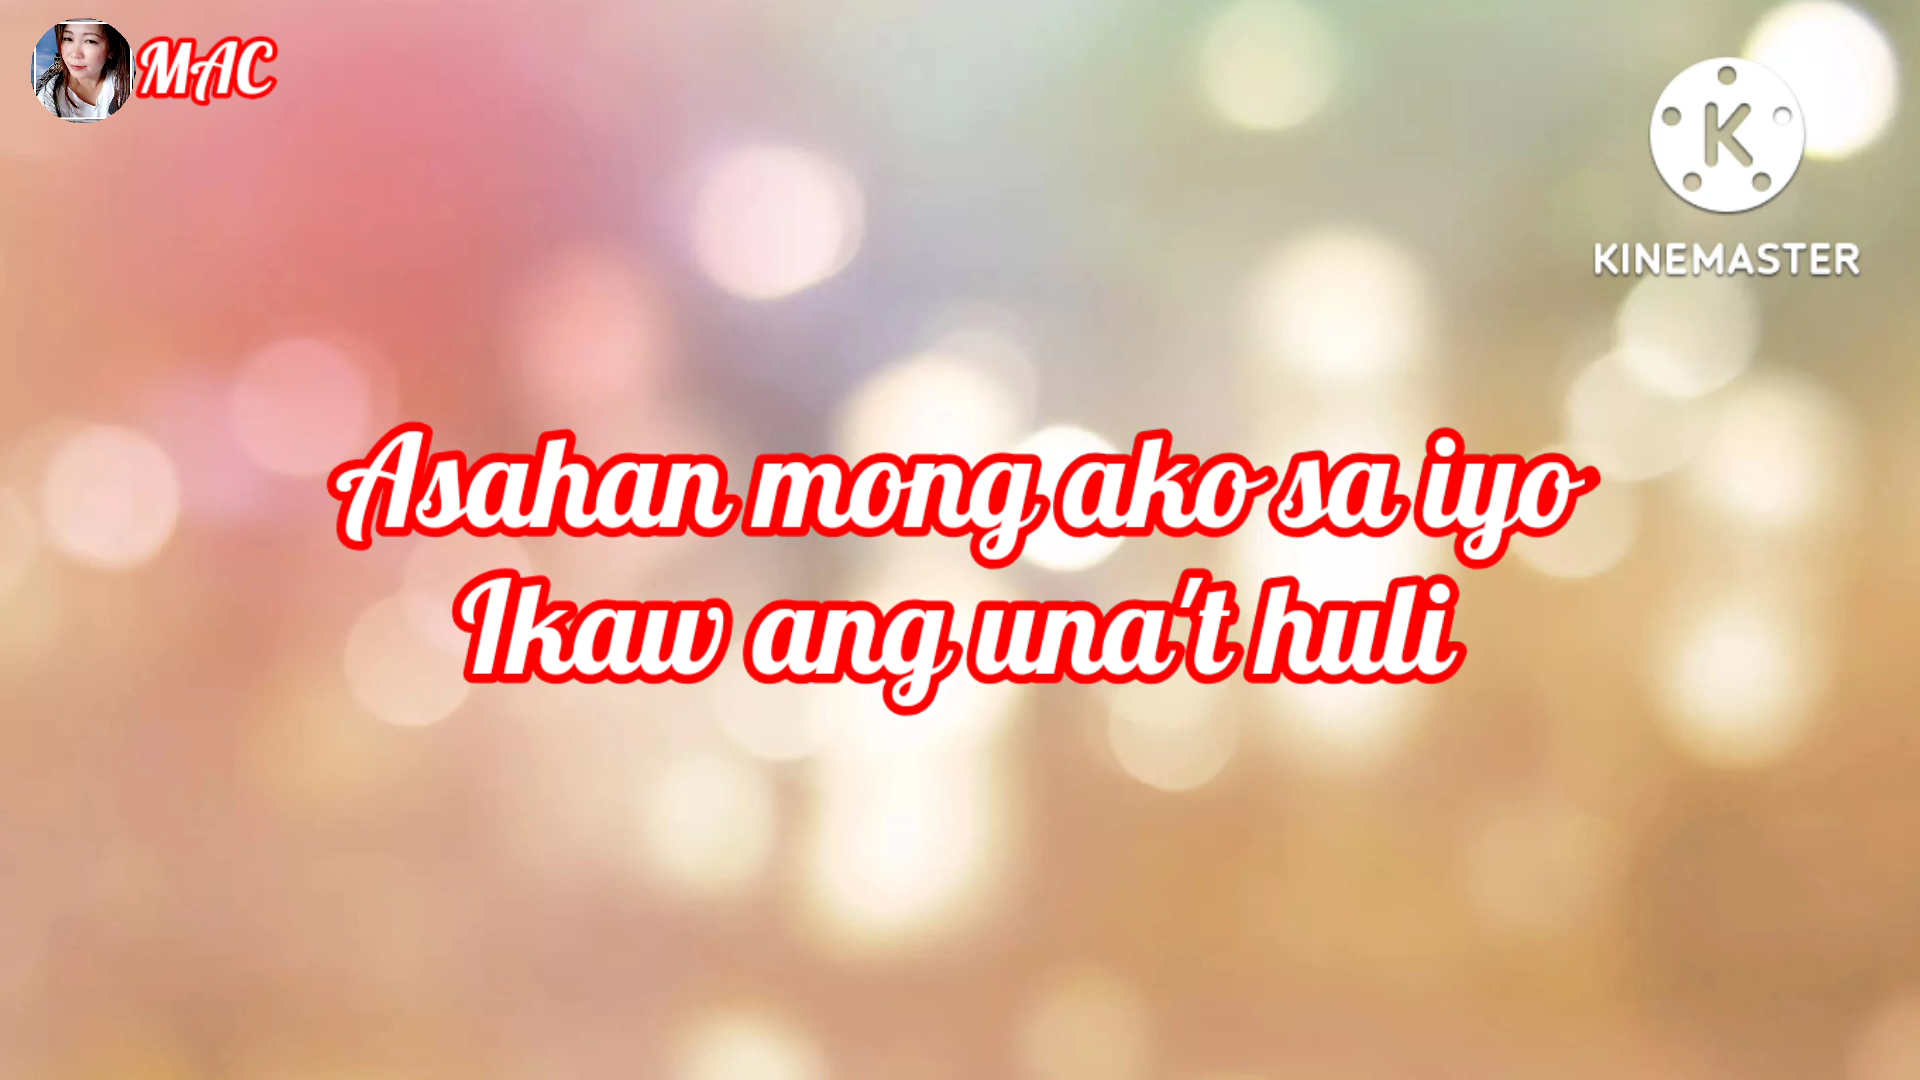 MAC
K
KINEMASTER
Asahan mong ako sa iyo
Ikaw ang una't huli